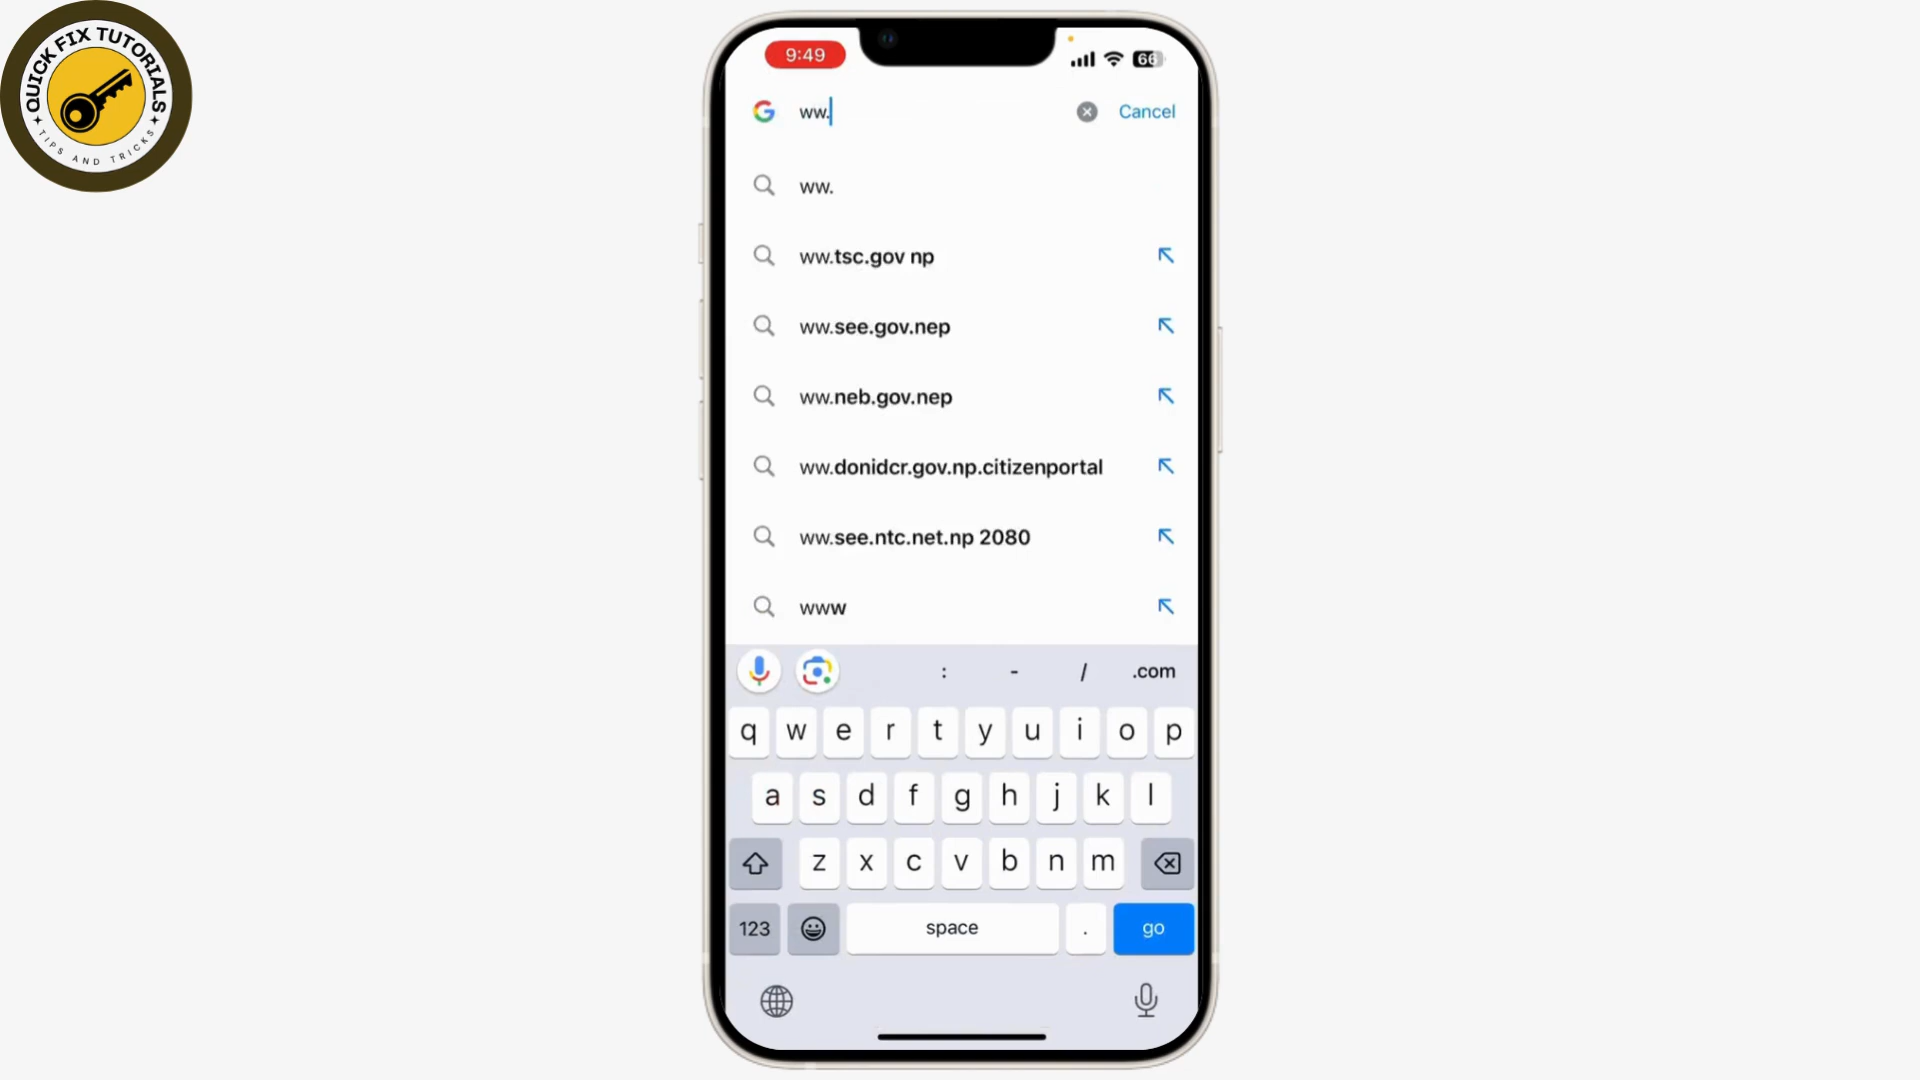 QUICK FIX TUTORIALS
TIPS AND TRICKS
9:49
66
ww.
Cancel
ww.
ww.tsc.gov np
ww.see.gov.nep
ww.neb.gov.nep
ww.donidcr.gov.np.citizenportal
ww.see.ntc.net.np 2080
www
: - / .com
q w e r t y u i o p
a s d f g h j k l
z x c v b n m
123 space . go